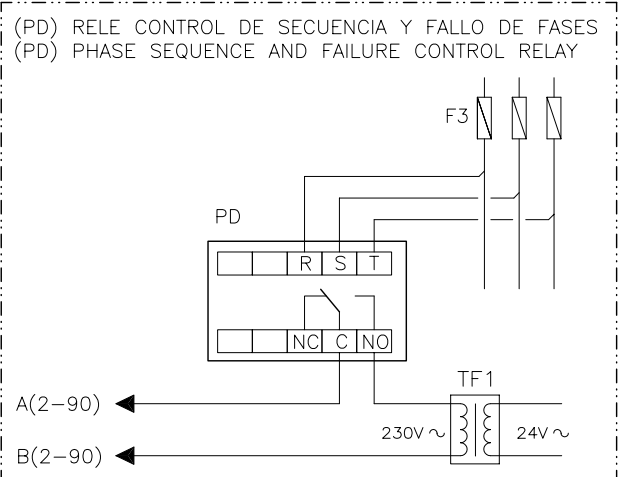 (PD) RELE CONTROL DE SECUENCIA Y FALLO DE FASES
(PD) PHASE SEQUENCE AND FAILURE CONTROL RELAY
F3
PD
R S T
NC C NO
TF1
A(2-90)
230V ~ 24V ~
B(2-90)